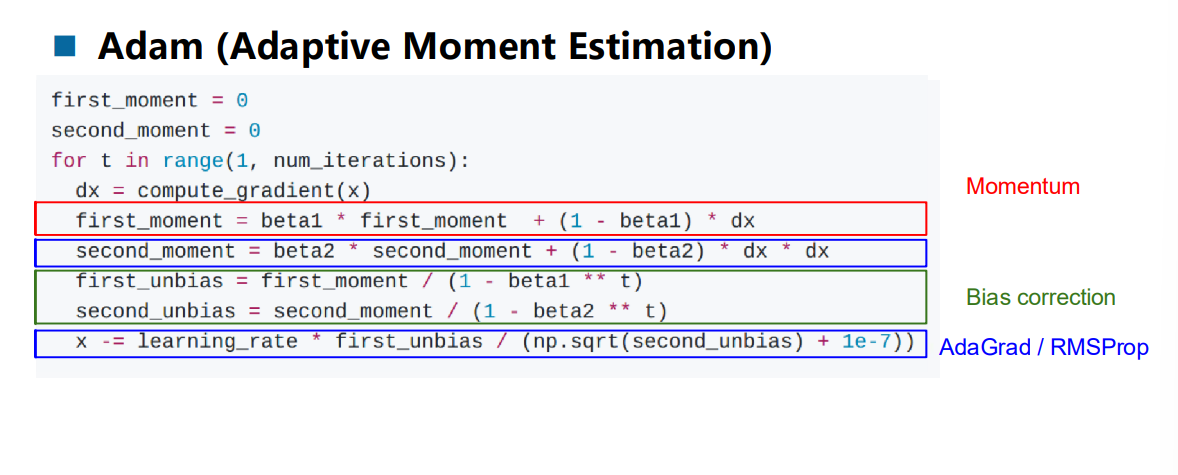 Adam (Adaptive Moment Estimation)
first_moment = 0
second_moment = 0
for t in range(1, num_iterations):
  dx = compute_gradient(x)
  first_moment = beta1 * first_moment  + (1 - beta1) * dx
  second_moment = beta2 * second_moment + (1 - beta2) * dx * dx
  first_unbias = first_moment / (1 - beta1 ** t)
  second_unbias = second_moment / (1 - beta2 ** t)
  x -= learning_rate * first_unbias / (np.sqrt(second_unbias) + 1e-7))
Momentum
Bias correction
AdaGrad / RMSProp